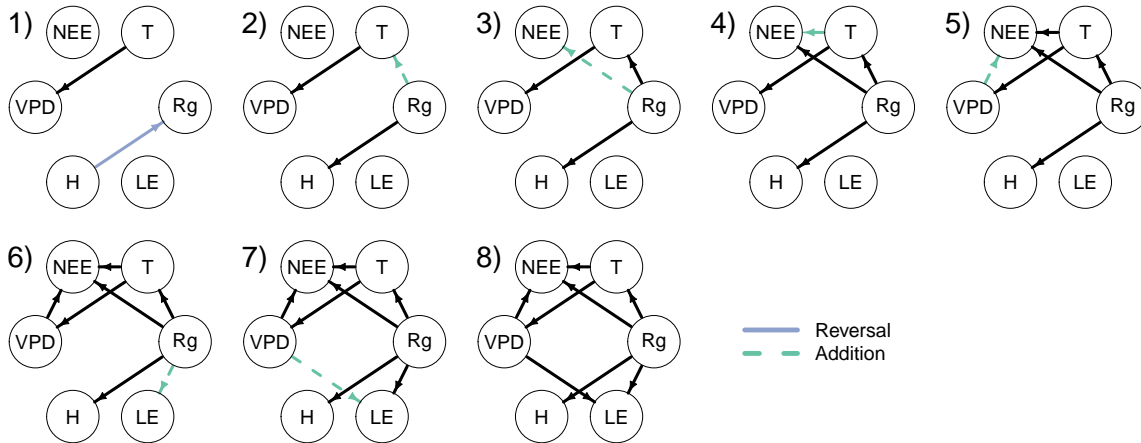 1)
NEE
T
VPD
Rg
H
LE
2)
NEE
T
VPD
Rg
H
LE
3)
NEE
T
VPD
Rg
H
LE
4)
NEE
T
VPD
Rg
H
LE
5)
NEE
T
VPD
Rg
H
LE
6)
NEE
T
VPD
Rg
H
LE
7)
NEE
T
VPD
Rg
H
LE
8)
NEE
T
VPD
Rg
H
LE
Reversal
Addition